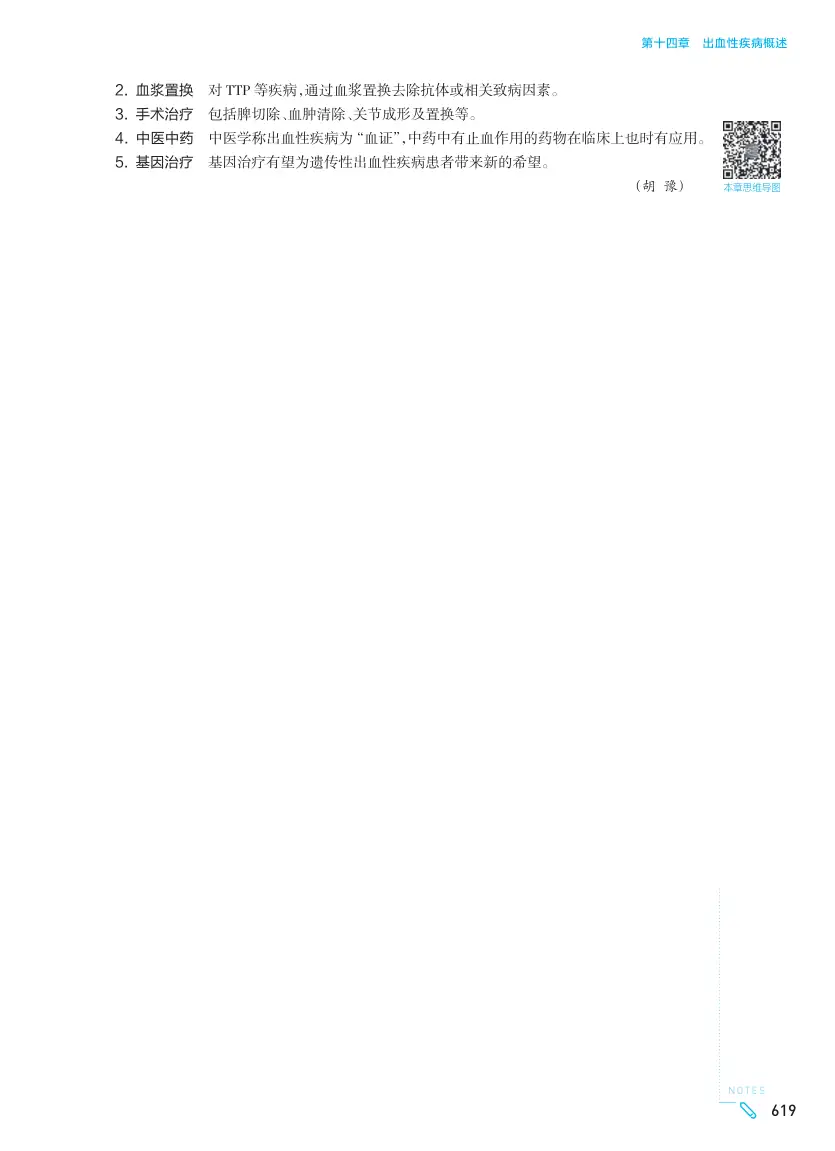 第十四章　出血性疾病概述
2. 血浆置换　对 TTP 等疾病,通过血浆置换去除抗体或相关致病因素。
3. 手术治疗　包括脾切除、血肿清除、关节成形及置换等。
4. 中医中药　中医学称出血性疾病为“血证”,中药中有止血作用的药物在临床上也时有应用。
5. 基因治疗　基因治疗有望为遗传性出血性疾病患者带来新的希望。
(胡　豫)
本章思维导图
NOTES
619